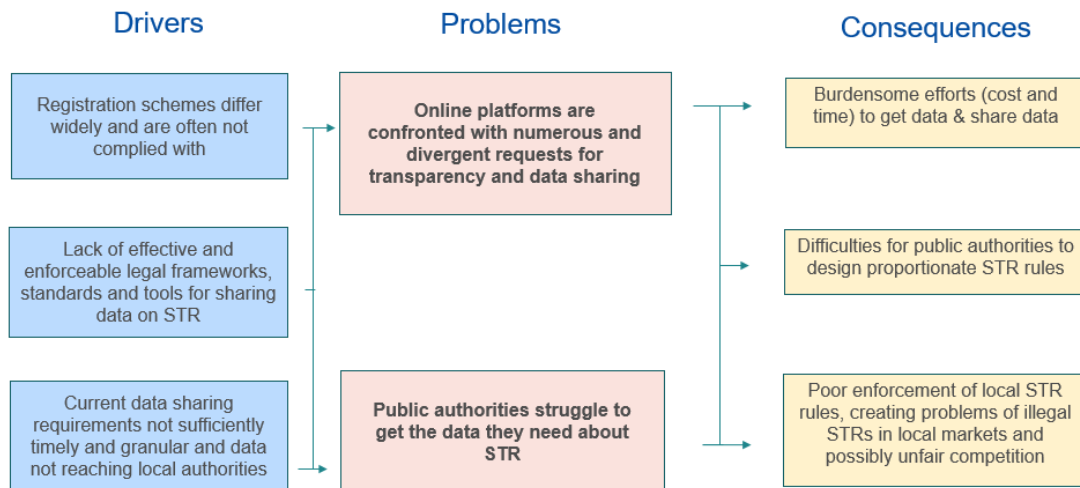 Drivers
Problems
Consequences
Registration schemes differ
widely and are often not
complied with
Lack of effective and
enforceable legal frameworks,
standards and tools for sharing
data on STR
Current data sharing
requirements not sufficiently
timely and granular and data
not reaching local authorities
Online platforms are
confronted with numerous and
divergent requests for
transparency and data sharing
Public authorities struggle to
get the data they need about
STR
Burdensome efforts (cost and
time) to get data & share data
Difficulties for public authorities to
design proportionate STR rules
Poor enforcement of local STR
rules, creating problems of illegal
STRs in local markets and
possibly unfair competition